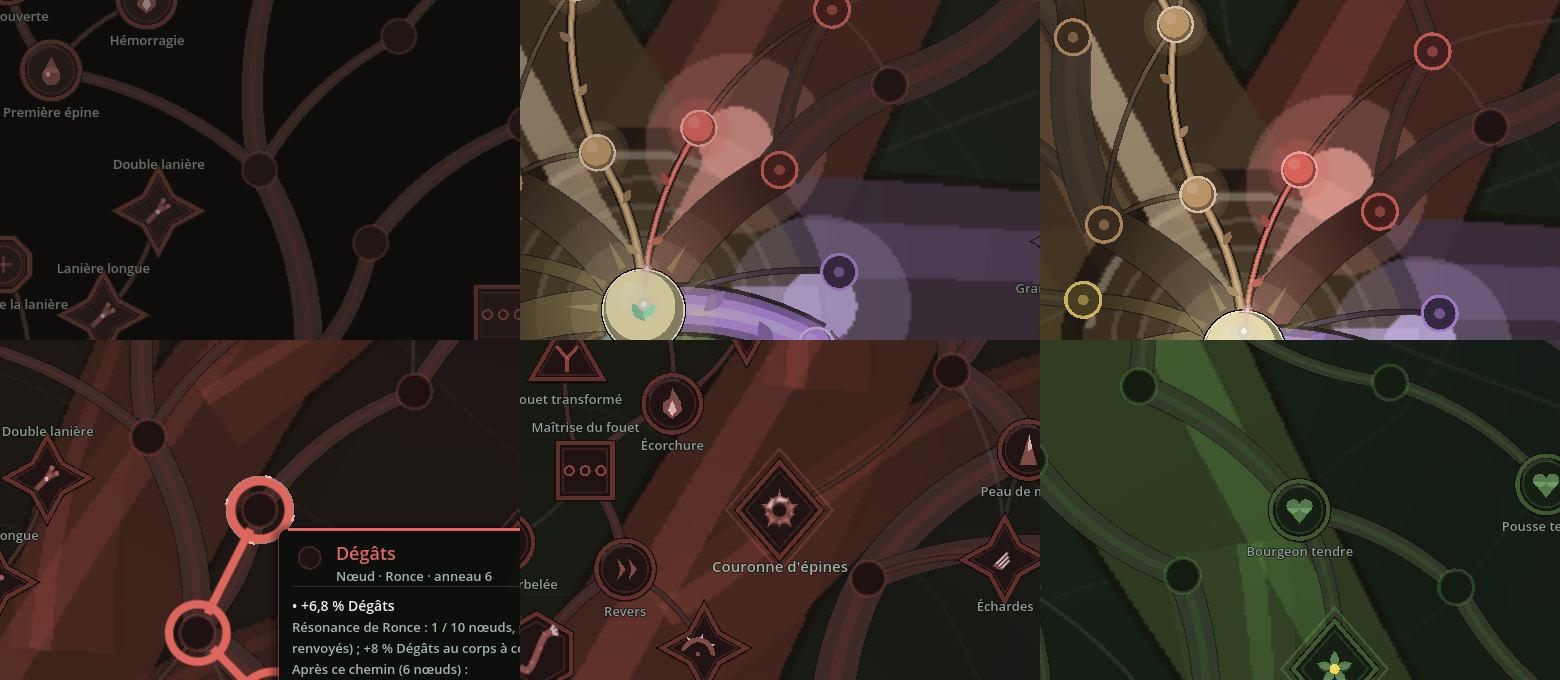 ouverte
Hémorragie
Première épine
Double lanière
Lanière longue
e la lanière
Gra
Double lanière
ongue
Dégâts
Nœud · Ronce · anneau 6
rbelée
• +6,8 % Dégâts
Résonance de Ronce : 1 / 10 nœuds,
renvoyés) ; +8 % Dégâts au corps à co
Après ce chemin (6 nœuds) :
ouet transformé
Maîtrise du fouet
Écorchure
Peau de m
Couronne d'épines
Revers
Échardes
Bourgeon tendre
Pousse te